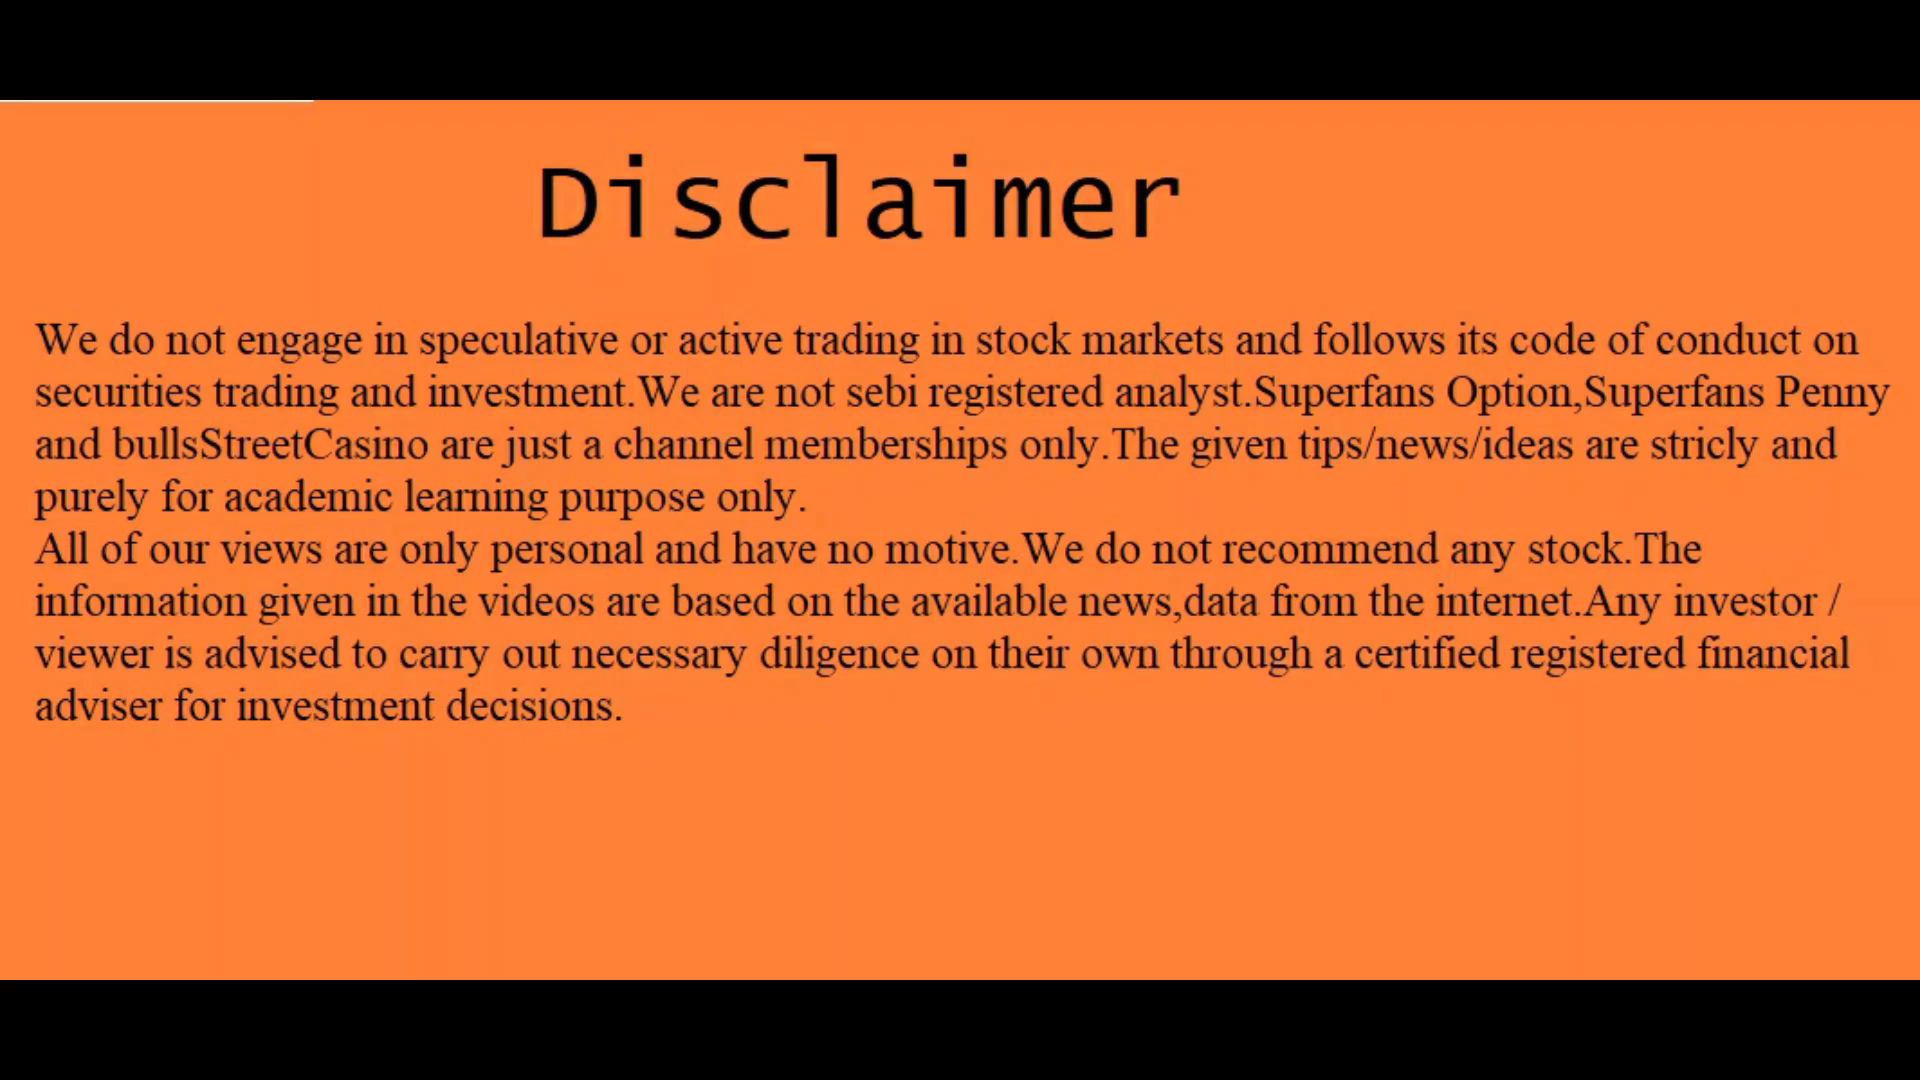 Disclaimer
We do not engage in speculative or active trading in stock markets and follows its code of conduct on
securities trading and investment.We are not sebi registered analyst.Superfans Option,Superfans Penny
and bullsStreetCasino are just a channel memberships only.The given tips/news/ideas are stricly and
purely for academic learning purpose only.
All of our views are only personal and have no motive.We do not recommend any stock.The
information given in the videos are based on the available news,data from the internet.Any investor /
viewer is advised to carry out necessary diligence on their own through a certified registered financial
adviser for investment decisions.